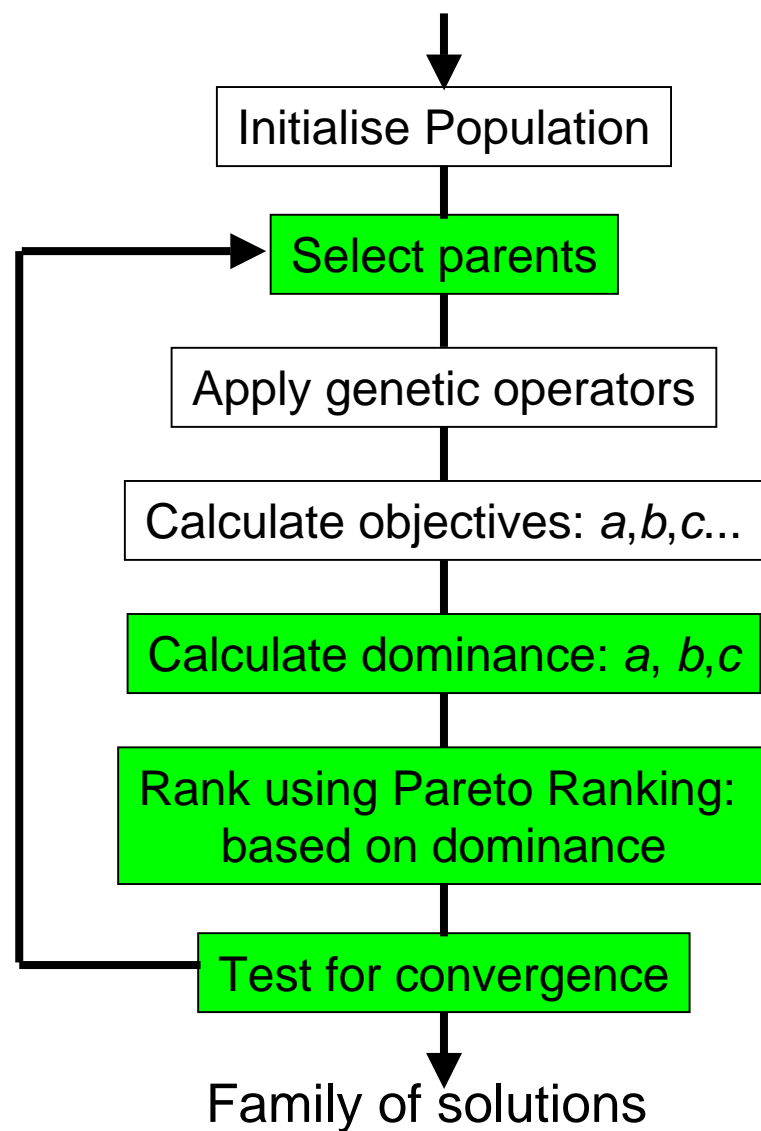 Initialise Population
Select parents
Apply genetic operators
Calculate objectives: a,b,c...
Calculate dominance: a, b,c
Rank using Pareto Ranking:
based on dominance
Test for convergence
Family of solutions